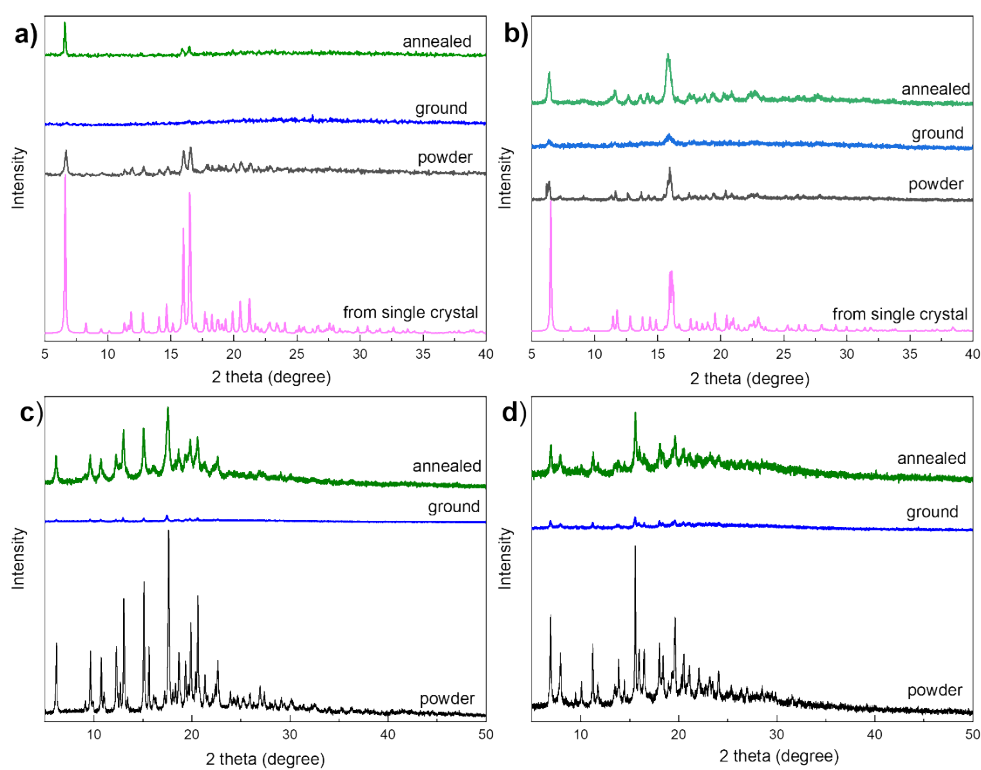 a)
annealed
ground
powder
from single crystal
Intensity
5 10 15 20 25 30 35 40
2 theta (degree)
b)
annealed
ground
powder
from single crystal
Intensity
5 10 15 20 25 30 35 40
2 theta (degree)
c)
annealed
ground
powder
Intensity
10 20 30 40 50
2 theta (degree)
d)
annealed
ground
powder
Intensity
10 20 30 40 50
2 theta (degree)